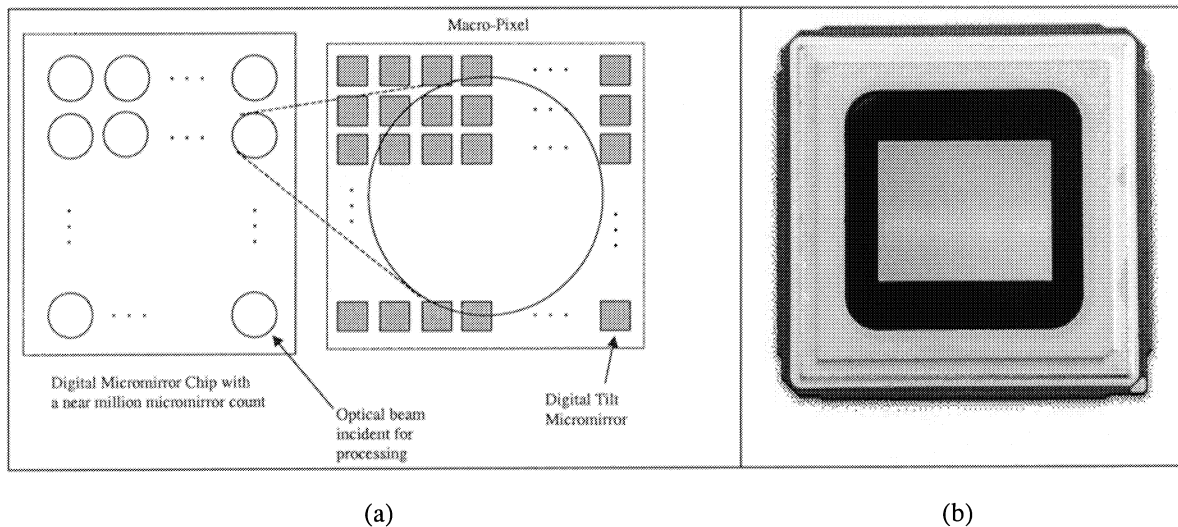 Macro-Pixel
Digital Micromirror Chip with
a near million micromirror count
Optical beam
incident for
processing
Digital Tilt
Micromirror
(b)
(a)
(b)